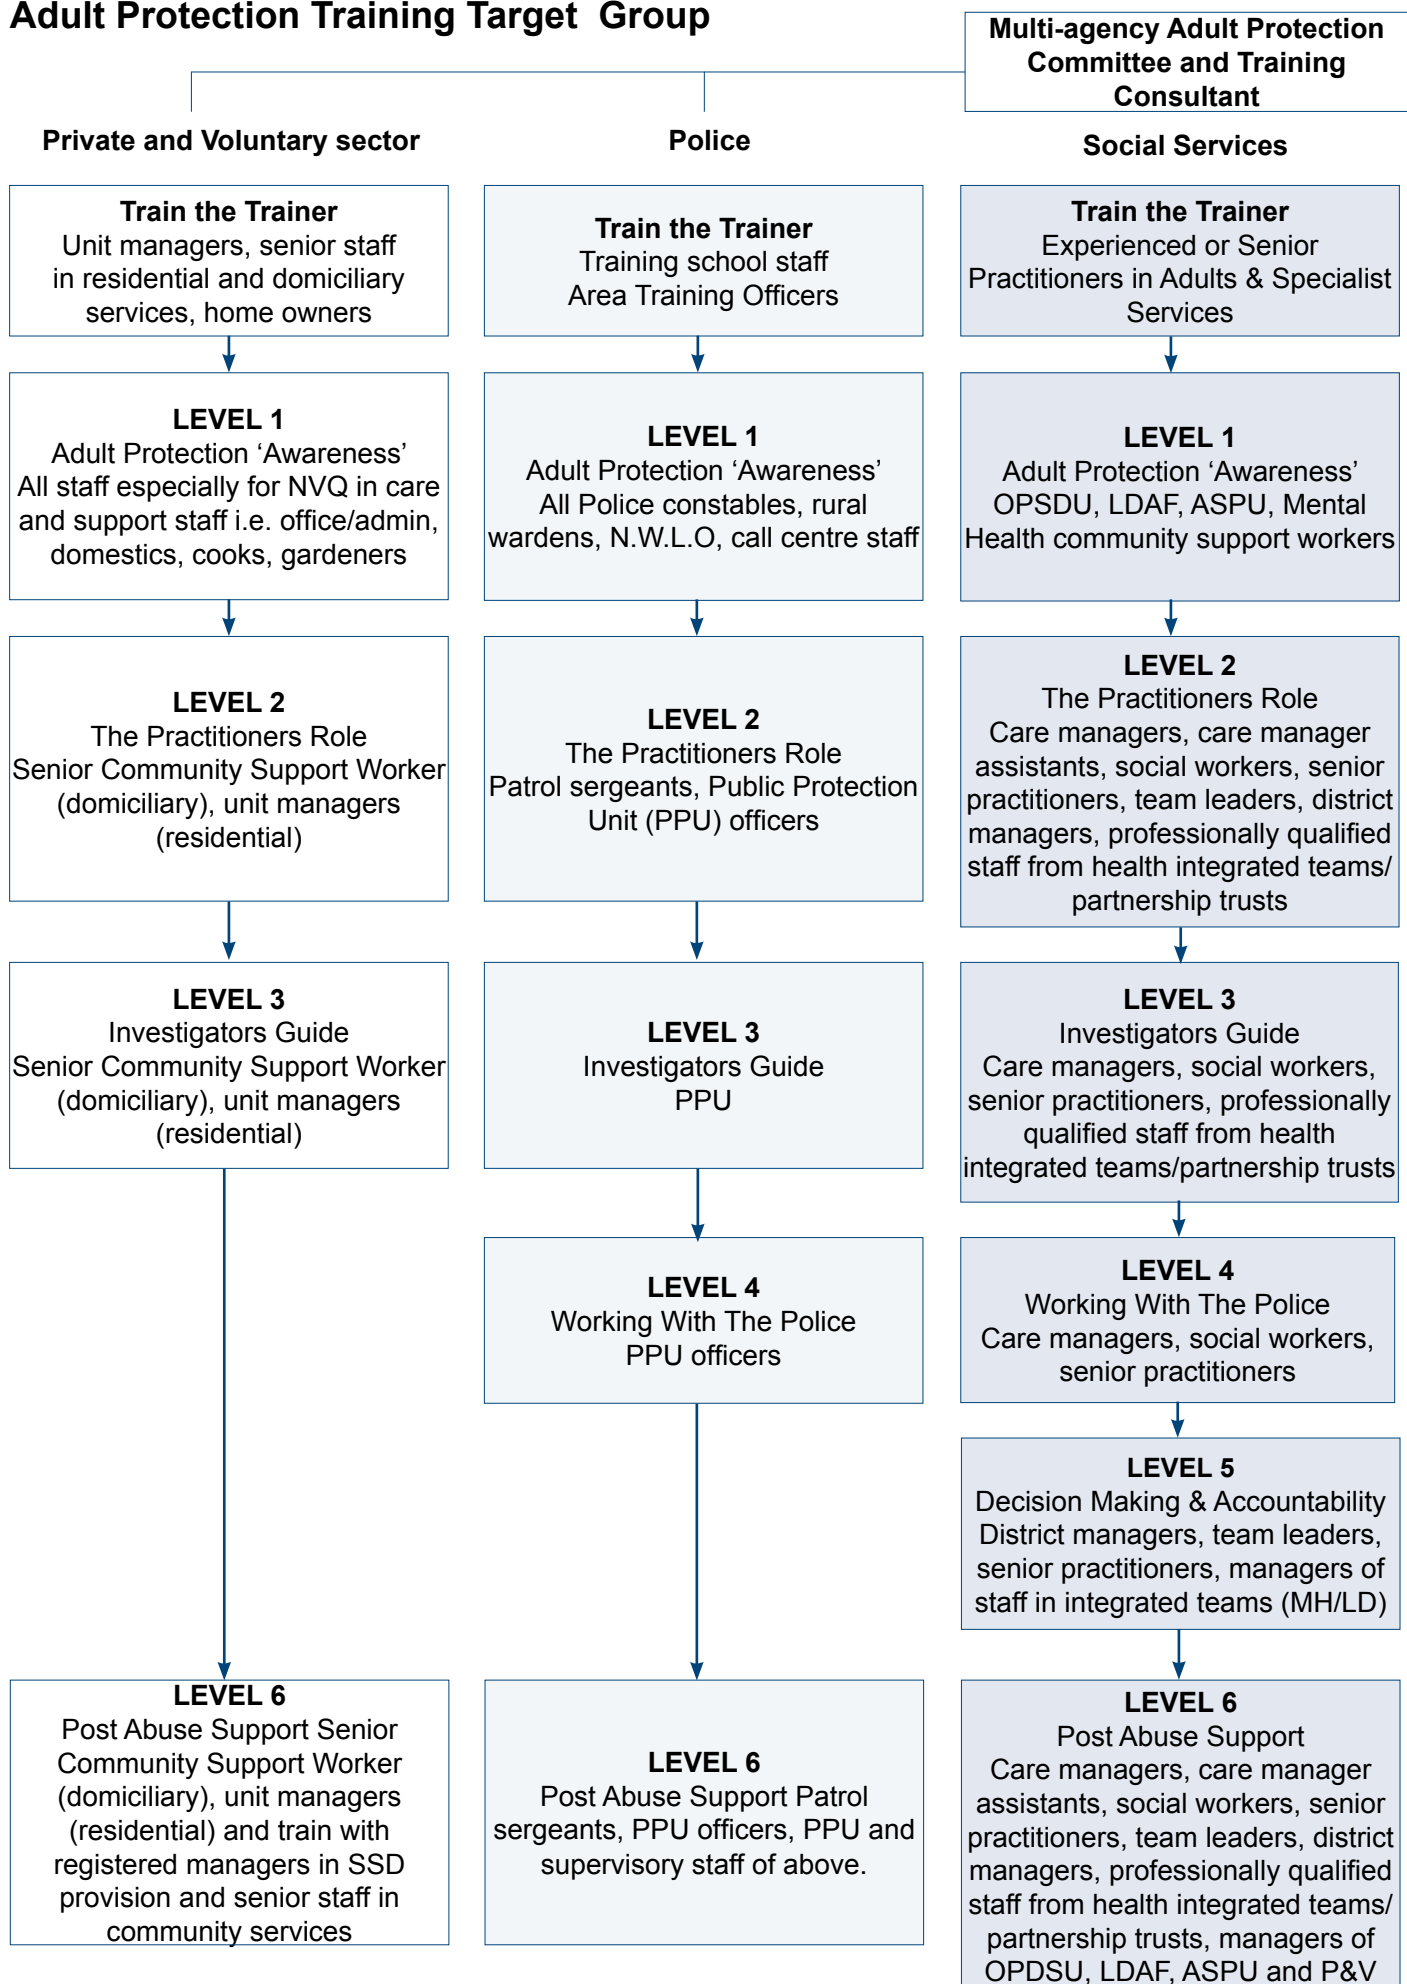 Adult Protection Training Target Group
Multi-agency Adult Protection
Committee and Training
Consultant
Private and Voluntary sector
Police
Social Services
Train the Trainer
Unit managers, senior staff
in residential and domiciliary
services, home owners
Train the Trainer
Training school staff
Area Training Officers
Train the Trainer
Experienced or Senior
Practitioners in Adults & Specialist
Services
LEVEL 1
Adult Protection ‘Awareness’
All staff especially for NVQ in care
and support staff i.e. office/admin,
domestics, cooks, gardeners
LEVEL 1
Adult Protection ‘Awareness’
All Police constables, rural
wardens, N.W.L.O, call centre staff
LEVEL 1
Adult Protection ‘Awareness’
OPSDU, LDAF, ASPU, Mental
Health community support workers
LEVEL 2
The Practitioners Role
Senior Community Support Worker
(domiciliary), unit managers
(residential)
LEVEL 2
The Practitioners Role
Patrol sergeants, Public Protection
Unit (PPU) officers
LEVEL 2
The Practitioners Role
Care managers, care manager
assistants, social workers, senior
practitioners, team leaders, district
managers, professionally qualified
staff from health integrated teams/
partnership trusts
LEVEL 3
Investigators Guide
Senior Community Support Worker
(domiciliary), unit managers
(residential)
LEVEL 3
Investigators Guide
PPU
LEVEL 3
Investigators Guide
Care managers, social workers,
senior practitioners, professionally
qualified staff from health
integrated teams/partnership trusts
LEVEL 4
Working With The Police
PPU officers
LEVEL 4
Working With The Police
Care managers, social workers,
senior practitioners
LEVEL 5
Decision Making & Accountability
District managers, team leaders,
senior practitioners, managers of
staff in integrated teams (MH/LD)
LEVEL 6
Post Abuse Support Senior
Community Support Worker
(domiciliary), unit managers
(residential) and train with
registered managers in SSD
provision and senior staff in
community services
LEVEL 6
Post Abuse Support Patrol
sergeants, PPU officers, PPU and
supervisory staff of above.
LEVEL 6
Post Abuse Support
Care managers, care manager
assistants, social workers, senior
practitioners, team leaders, district
managers, professionally qualified
staff from health integrated teams/
partnership trusts, managers of
OPDSU, LDAF, ASPU and P&V